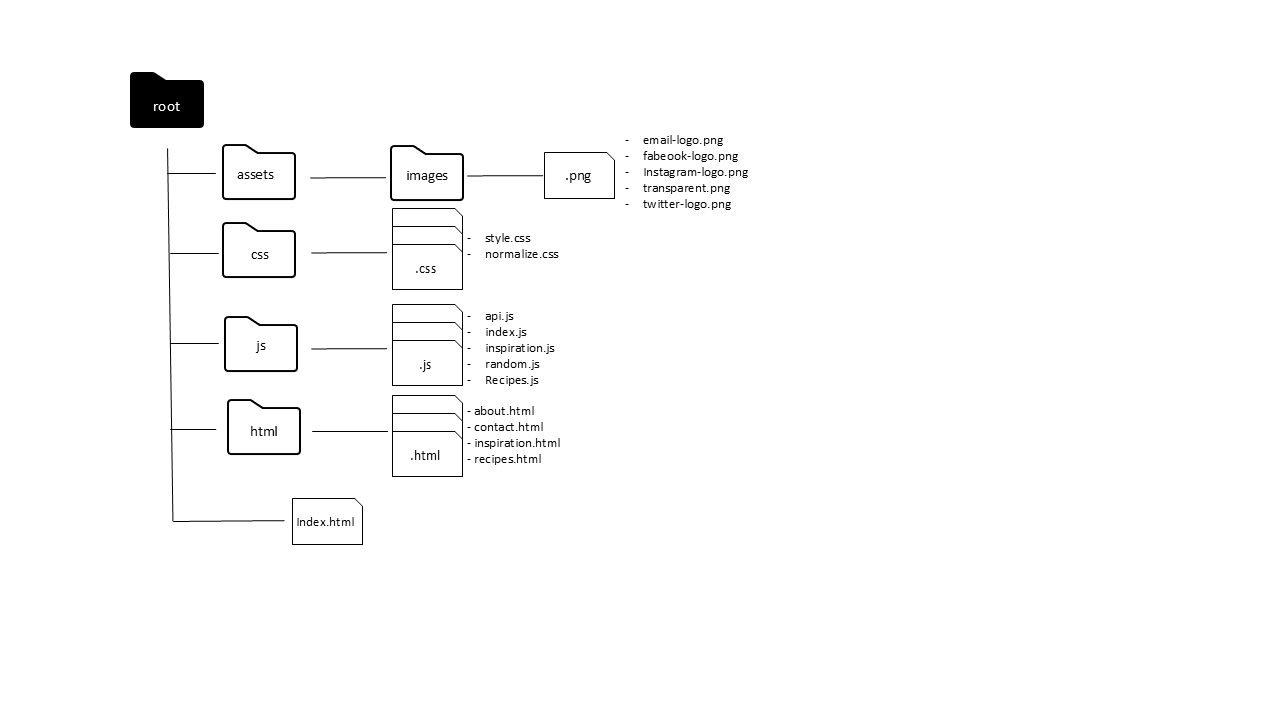 root
assets
images
.png
- email-logo.png
- fabeook-logo.png
- Instagram-logo.png
- transparent.png
- twitter-logo.png
css
.css
- style.css
- normalize.css
js
.js
- api.js
- index.js
- inspiration.js
- random.js
- Recipes.js
html
.html
- about.html
- contact.html
- inspiration.html
- recipes.html
Index.html